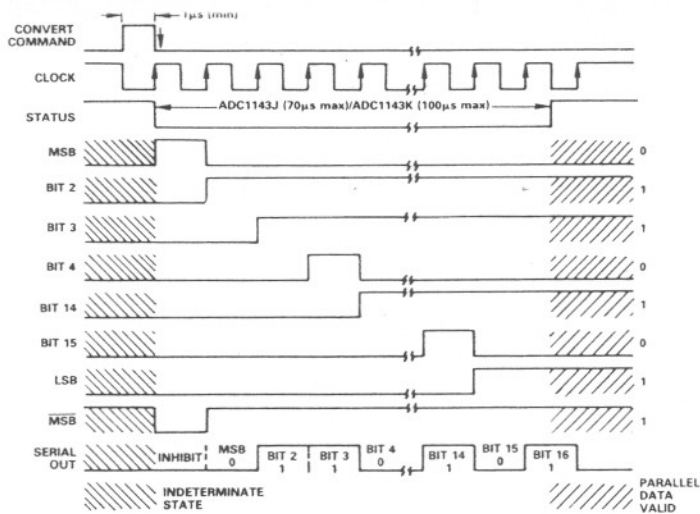 1µs (min)
CONVERT
COMMAND
CLOCK
ADC1143J (70µs max)/ADC1143K (100µs max)
STATUS
MSB
0
BIT 2
1
BIT 3
1
BIT 4
0
BIT 14
1
BIT 15
0
LSB
1
MSB
1
SERIAL
OUT
INHIBIT
MSB
0
BIT 2
1
BIT 3
1
BIT 4
0
BIT 14
1
BIT 15
0
BIT 16
1
INDETERMINATE
STATE
PARALLEL
DATA
VALID